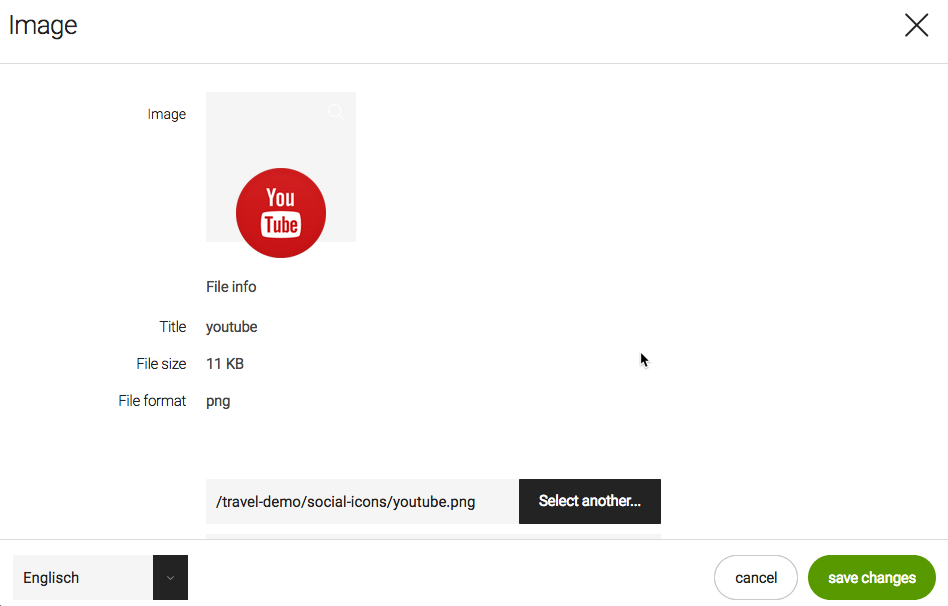 Image
Image
You
Tube
File info
Title youtube
File size 11 KB
File format png
/travel-demo/social-icons/youtube.png Select another...
Englisch cancel save changes